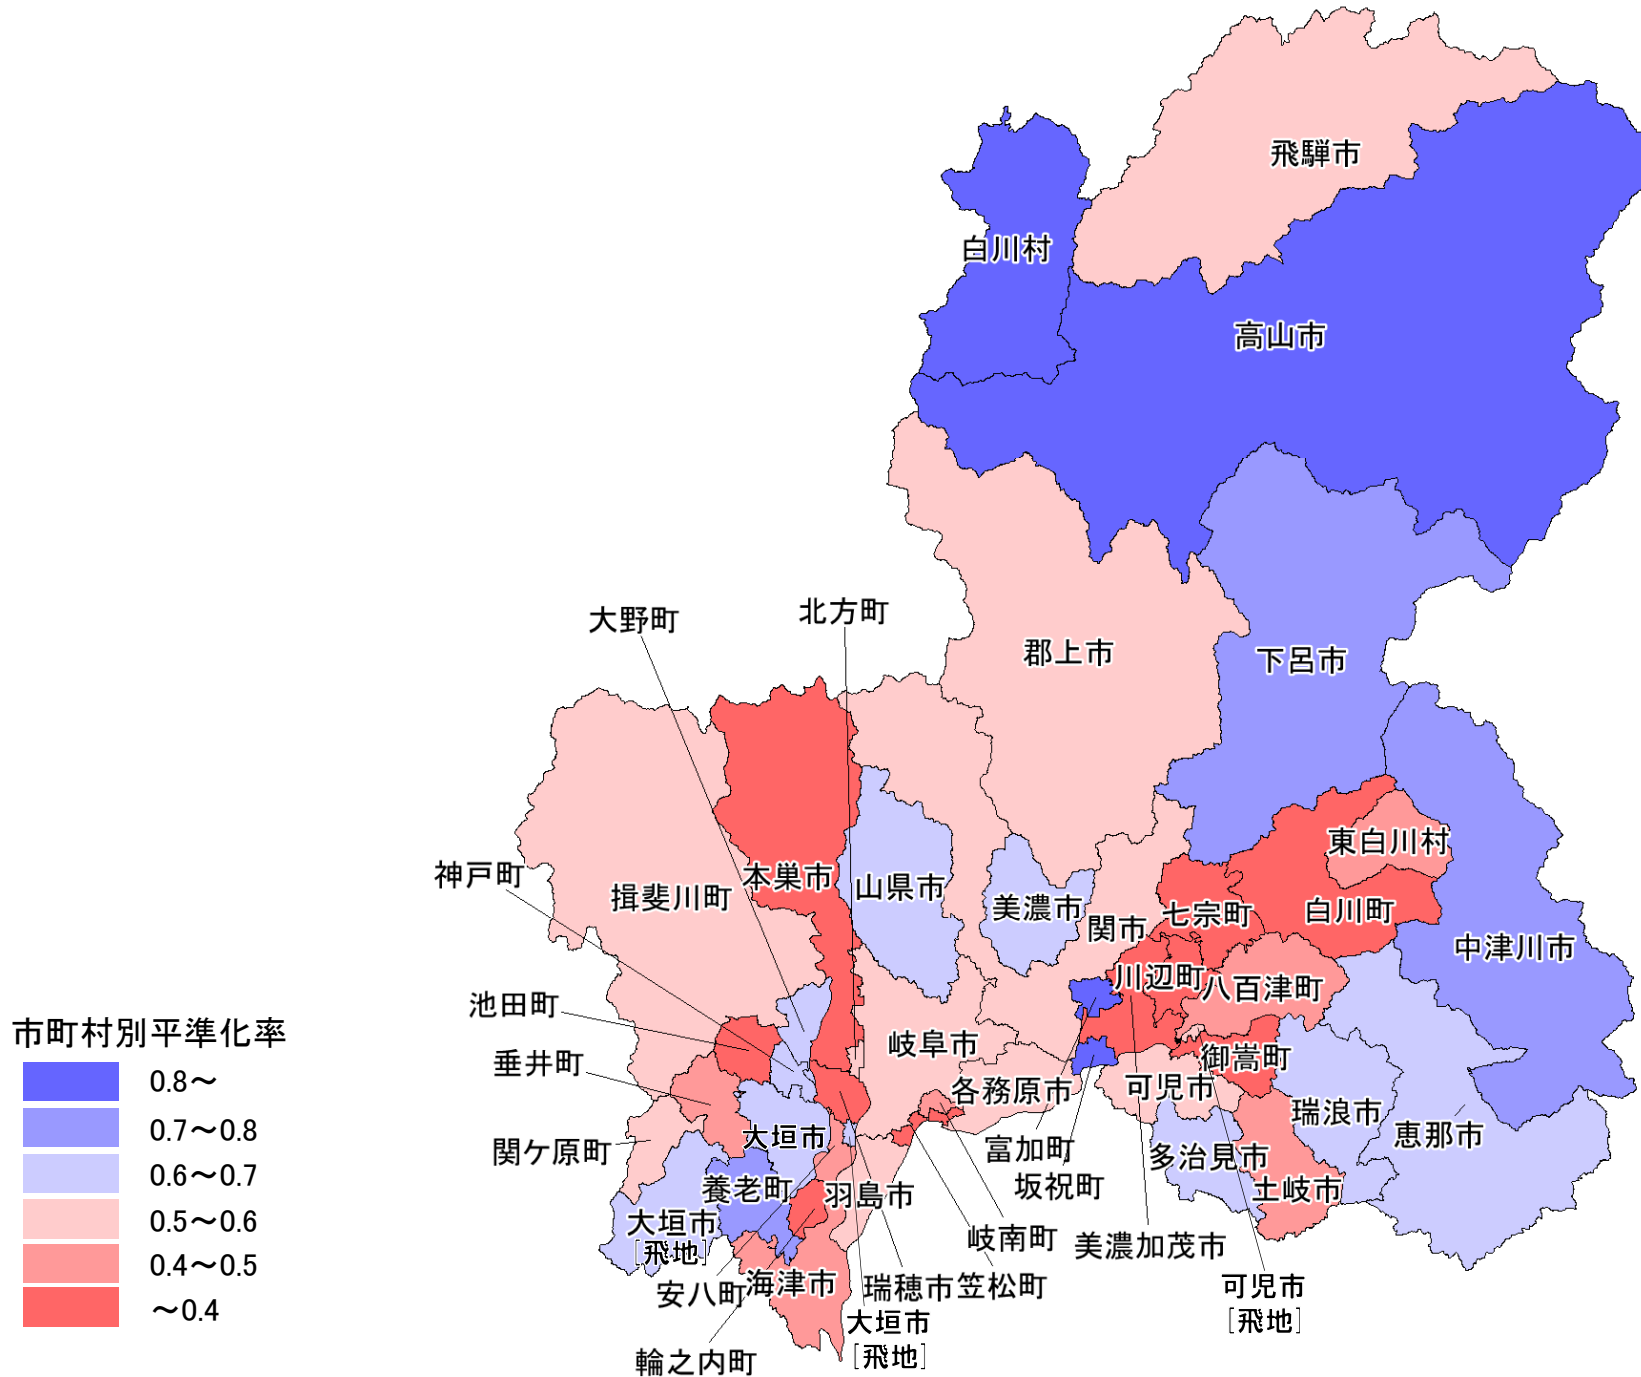 飛騨市
白川村
高山市
大野町
北方町
郡上市
下呂市
東白川村
神戸町
本巣市
揖斐川町
山県市
美濃市
七宗町
白川町
関市
中津川市
川辺町
八百津町
池田町
岐阜市
御嵩町
垂井町
各務原市
可児市
瑞浪市
恵那市
大垣市
関ケ原町
富加町
多治見市
坂祝町
養老町
羽島市
土岐市
大垣市
[飛地]
岐南町
美濃加茂市
安八町
海津市
瑞穂市
笠松町
可児市
[飛地]
大垣市
[飛地]
輪之内町
市町村別平準化率
0.8～
0.7～0.8
0.6～0.7
0.5～0.6
0.4～0.5
～0.4